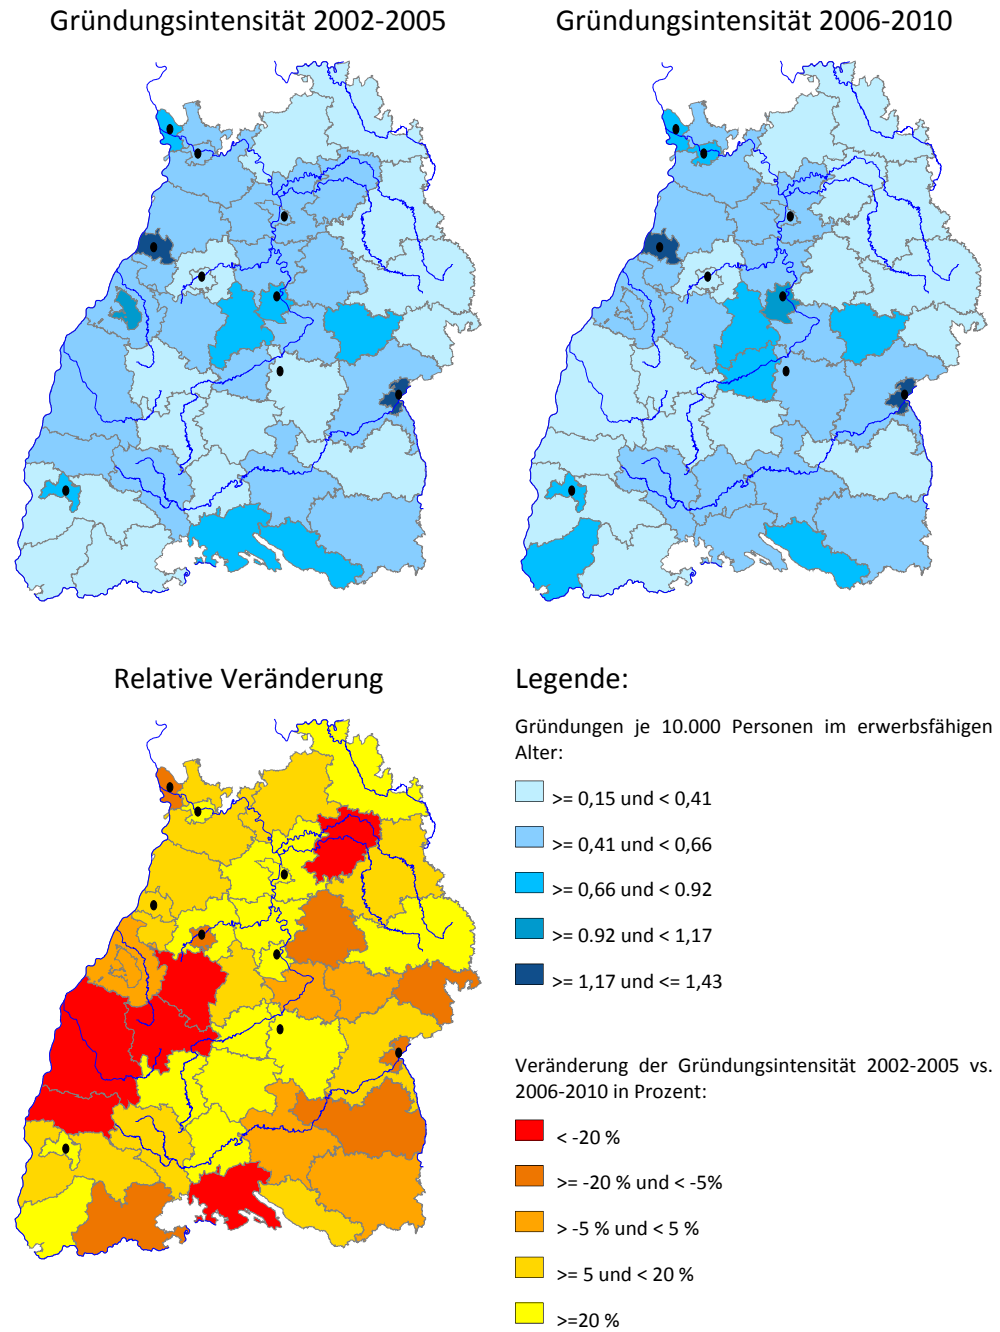 Gründungsintensität 2002-2005
Gründungsintensität 2006-2010
Relative Veränderung
Legende:
Gründungen je 10.000 Personen im erwerbsfähigen
Alter:
>= 0,15 und < 0,41
>= 0,41 und < 0,66
>= 0,66 und < 0.92
>= 0.92 und < 1,17
>= 1,17 und <= 1,43
Veränderung der Gründungsintensität 2002-2005 vs.
2006-2010 in Prozent:
< -20 %
>= -20 % und < -5%
> -5 % und < 5 %
>= 5 und < 20 %
>=20 %